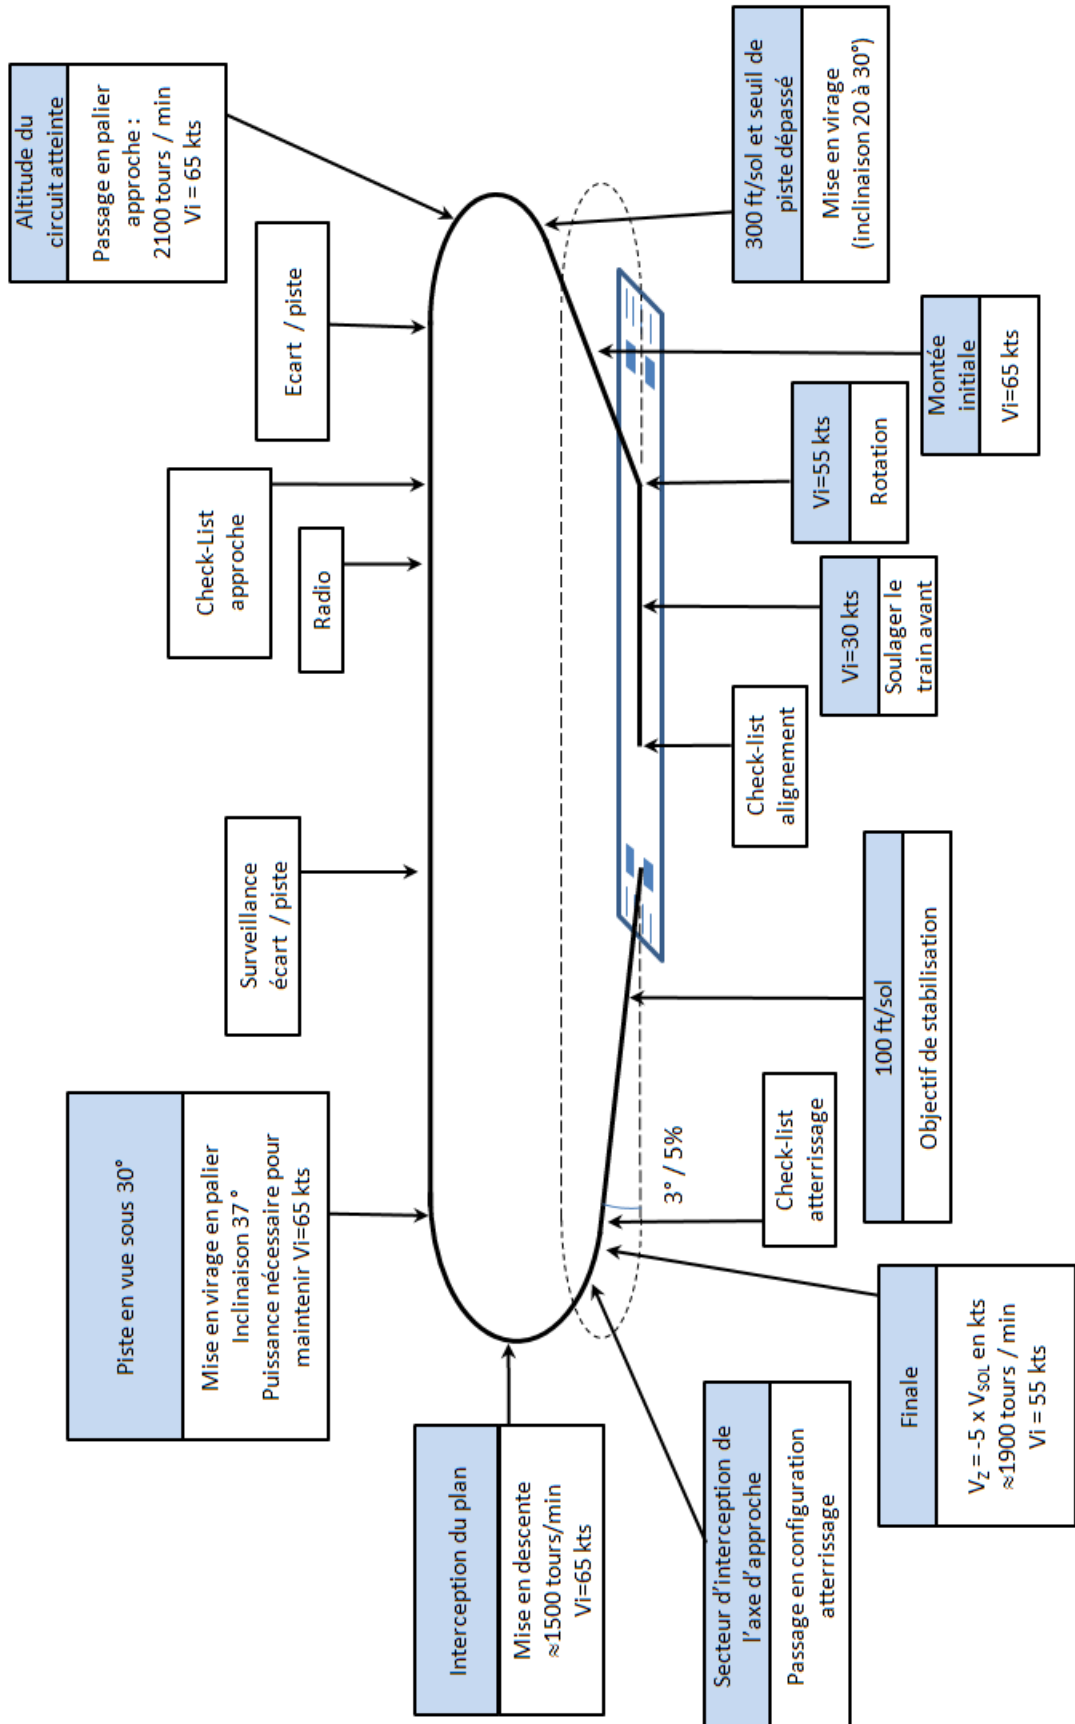 Piste en vue sous 30°
Mise en virage en palier
Inclinaison 37 °
Puissance nécessaire pour
maintenir Vi=65 kts
Surveillance
écart / piste
Check-List
approche
Radio
Ecart / piste
Altitude du
circuit atteinte
Passage en palier
approche :
2100 tours / min
Vi = 65 kts
Interception du plan
Mise en descente
≈1500 tours/min
Vi=65 kts
Secteur d'interception de
l'axe d'approche
Passage en configuration
atterrissage
Finale
VZ = -5 x VSOL en kts
≈1900 tours / min
Vi = 55 kts
3° / 5%
Check-list
atterrissage
100 ft/sol
Objectif de stabilisation
Check-list
alignement
Vi=30 kts
Soulager le
train avant
Vi=55 kts
Rotation
Montée
initiale
Vi=65 kts
300 ft/sol et seuil de
piste dépassé
Mise en virage
(inclinaison 20 à 30°)